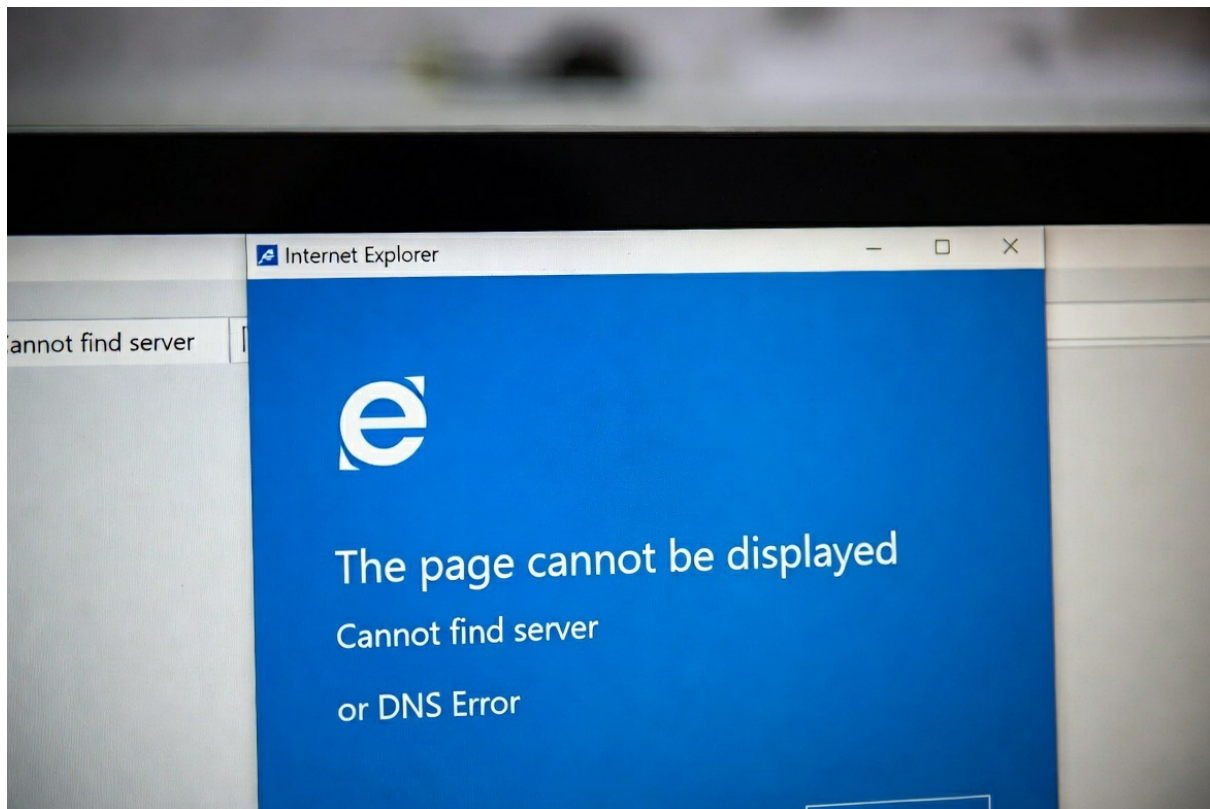 Internet Explorer
annot find server
The page cannot be displayed
Cannot find server
or DNS Error